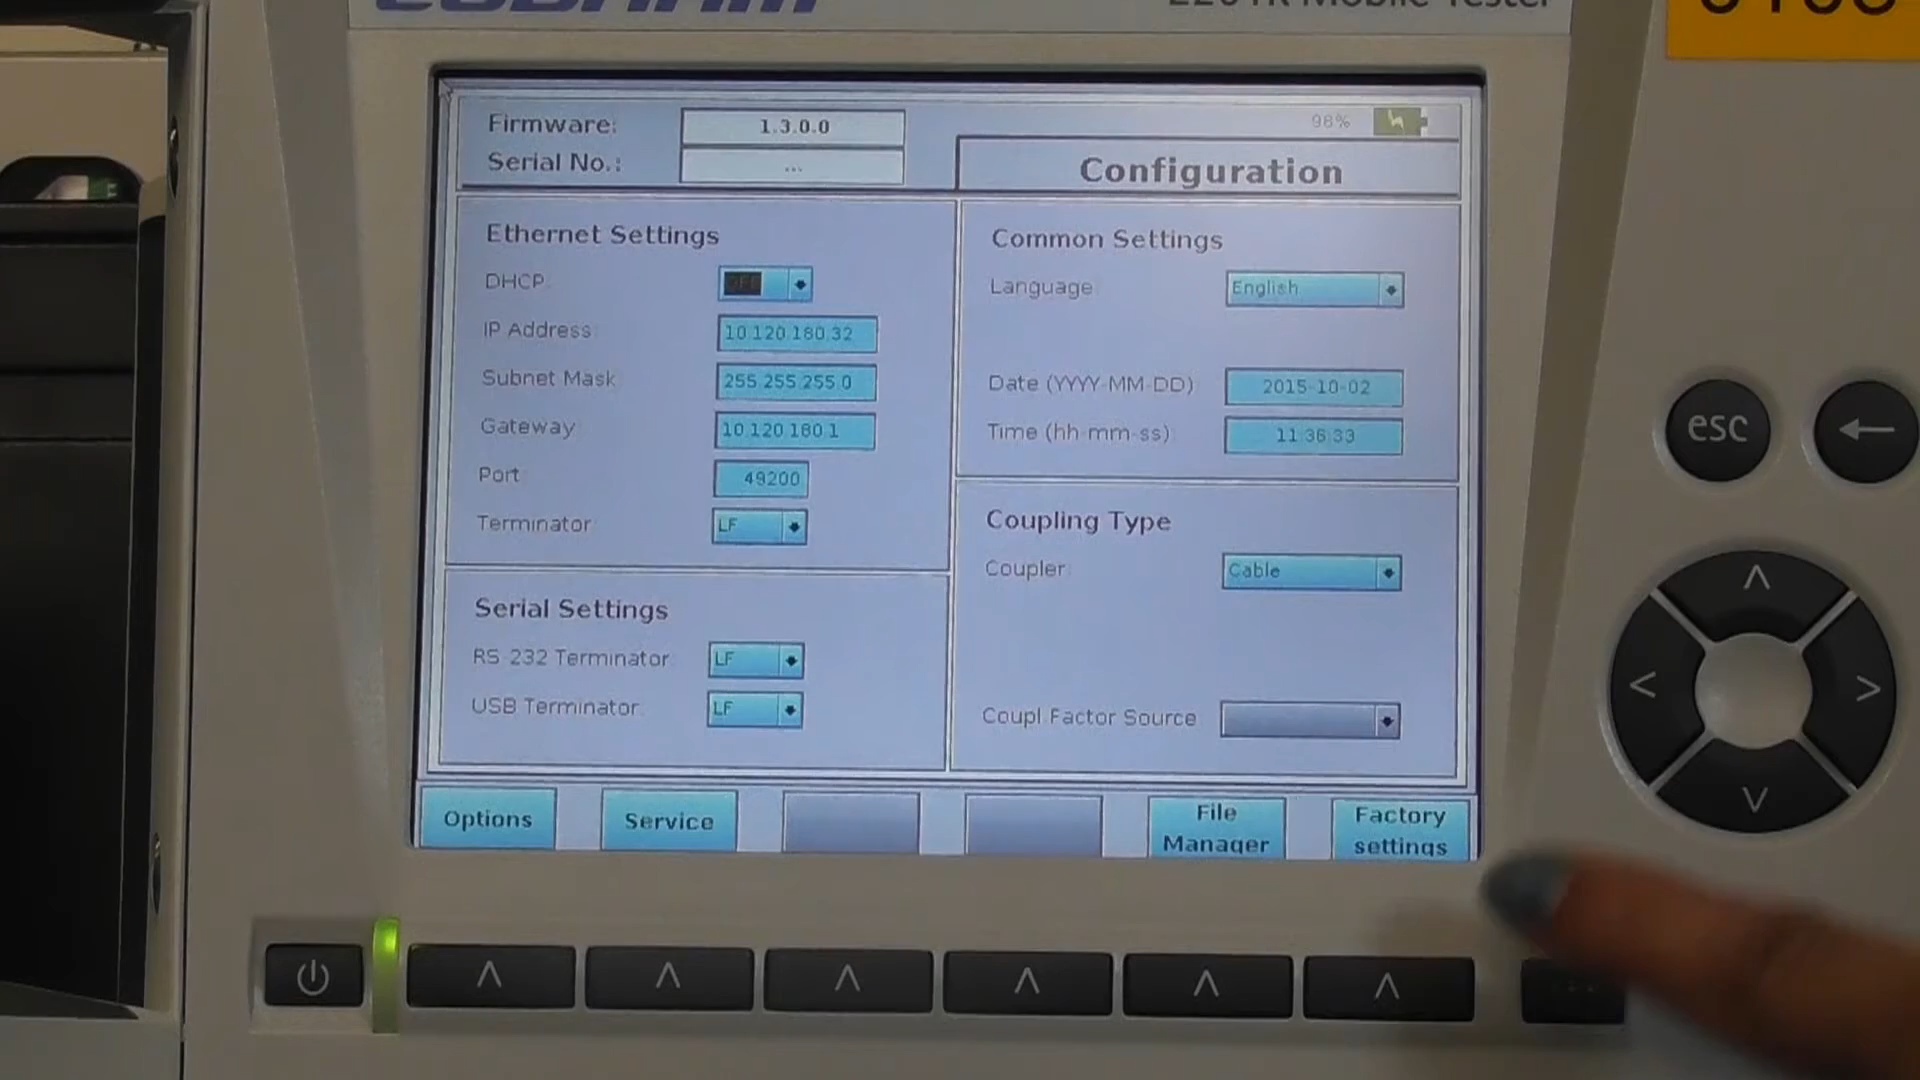 Mobile Tester
Firmware: 1.3.0.0
98%
Serial No.: ...
Configuration
Ethernet Settings
DHCP OFF
IP Address 10.120.180.32
Subnet Mask 255.255.255.0
Gateway 10.120.180.1
Port 49200
Terminator LF
Serial Settings
RS-232 Terminator LF
USB Terminator LF
Common Settings
Language English
Date (YYYY-MM-DD) 2015-10-02
Time (hh-mm-ss) 11-36-33
Coupling Type
Coupler Cable
Coupl.Factor Source
Options
Service
File
Manager
Factory
settings
esc